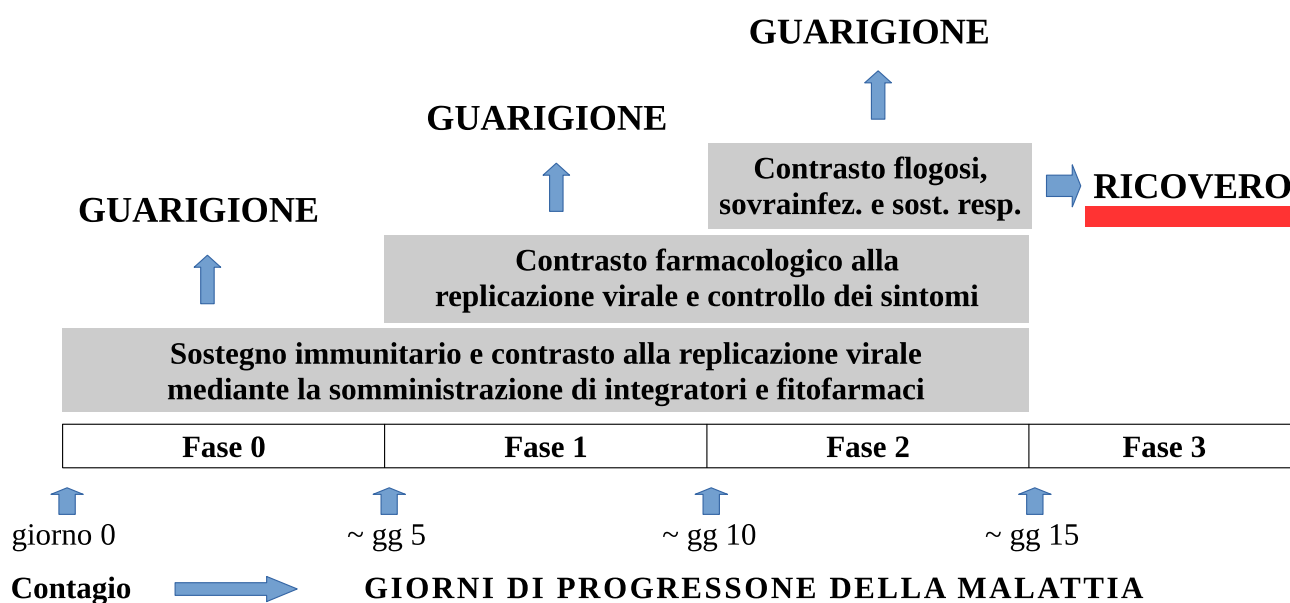 GUARIGIONE
GUARIGIONE
GUARIGIONE
Contrasto flogosi,
sovrainfez. e sost. resp.
RICOVERO
Contrasto farmacologico alla
replicazione virale e controllo dei sintomi
Sostegno immunitario e contrasto alla replicazione virale
mediante la somministrazione di integratori e fitofarmaci
Fase 0 Fase 1 Fase 2 Fase 3
giorno 0 ~ gg 5 ~ gg 10 ~ gg 15
Contagio GIORNI DI PROGRESSONE DELLA MALATTIA